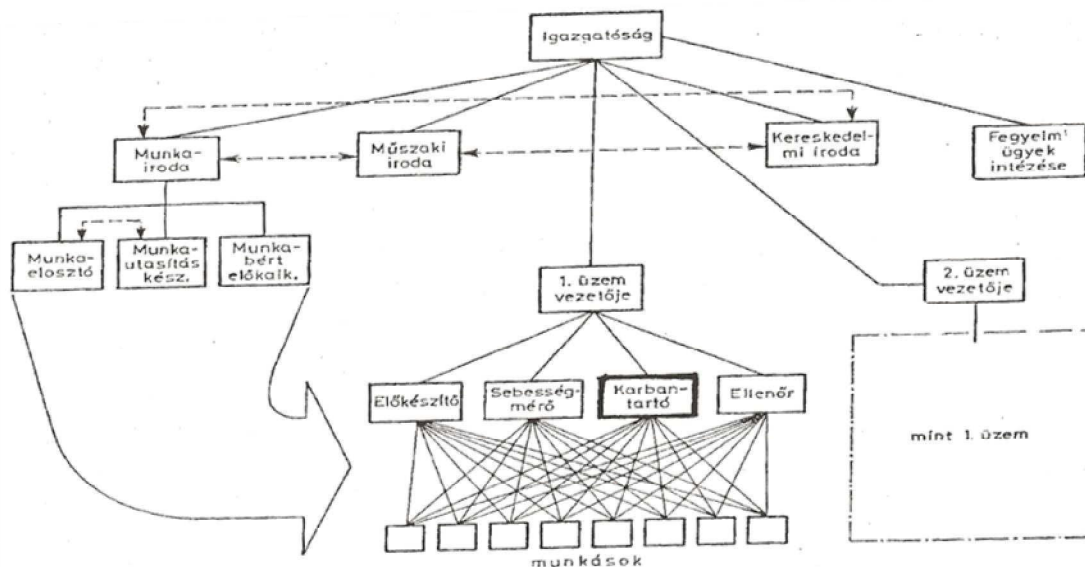 Igazgatóság
Munka-
iroda
Műszaki
iroda
Kereskedel-
mi iroda
Fegyelmi
ügyek
intézése
Munka-
elosztó
Munka-
utasítás
kész.
Munka-
bért
előkalk.
1. üzem
vezetője
2. üzem
vezetője
Előkészítő
Sebesség-
mérő
Karban-
tartó
Ellenőr
mint 1. üzem
munkások